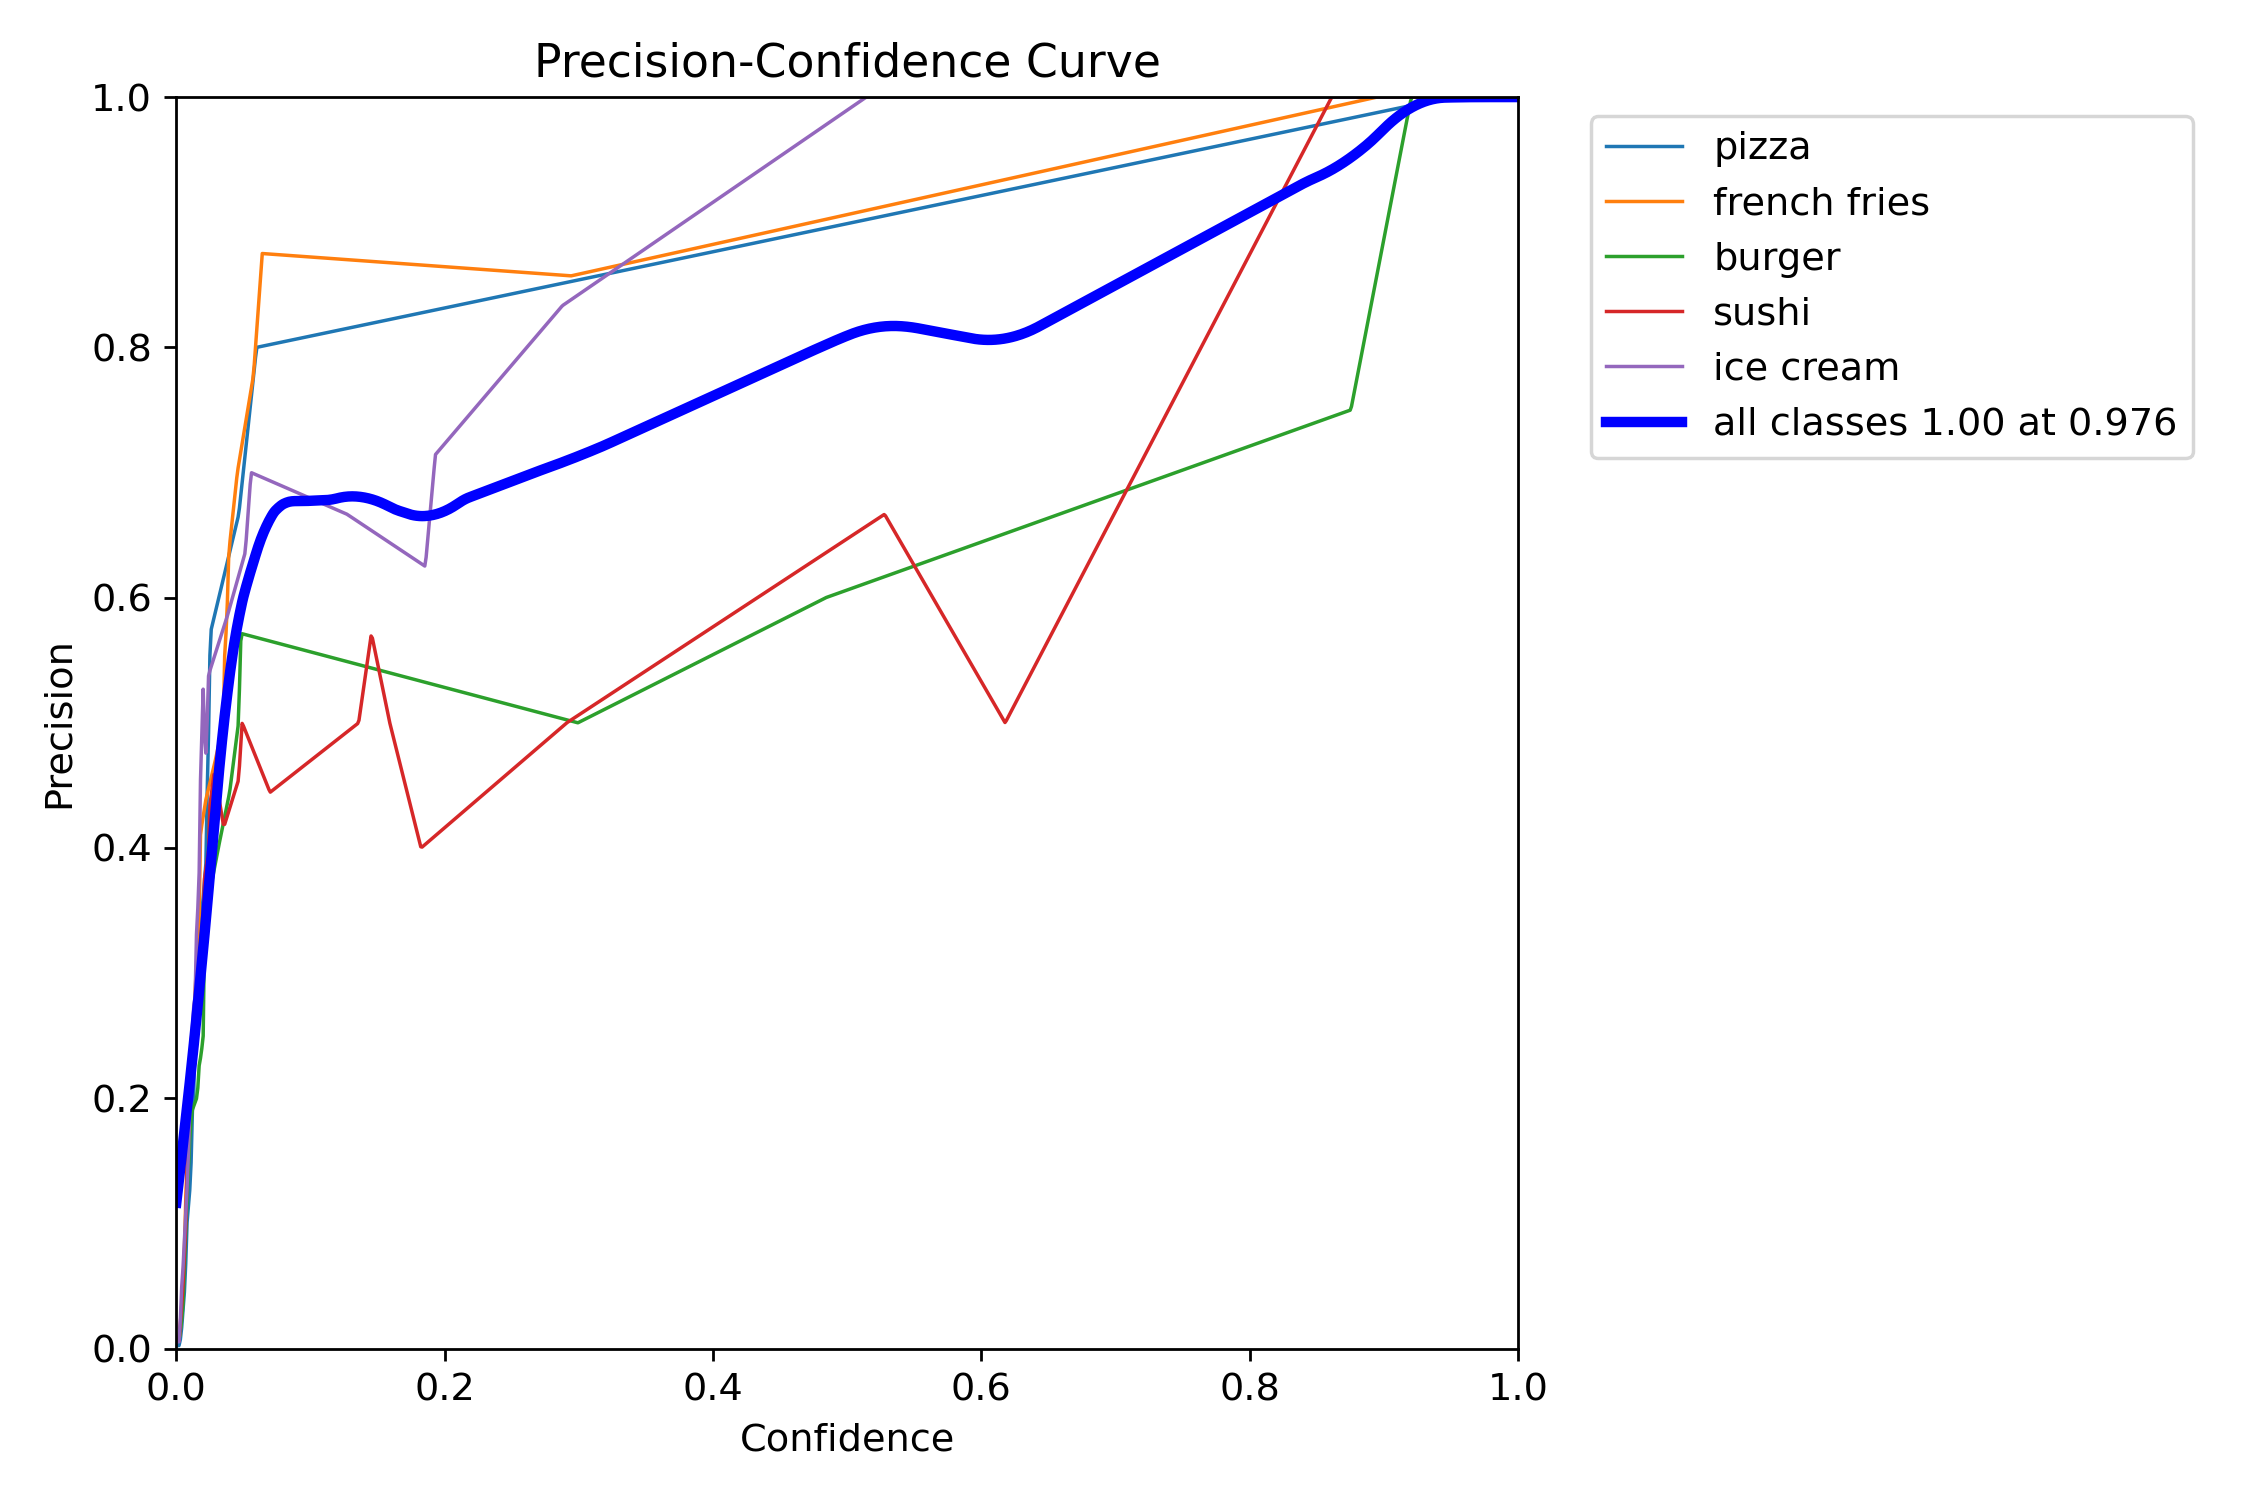 Precision-Confidence Curve
1.0
0.8
0.6
0.4
0.2
0.0
Precision
0.0 0.2 0.4 0.6 0.8 1.0
Confidence
pizza
french fries
burger
sushi
ice cream
all classes 1.00 at 0.976